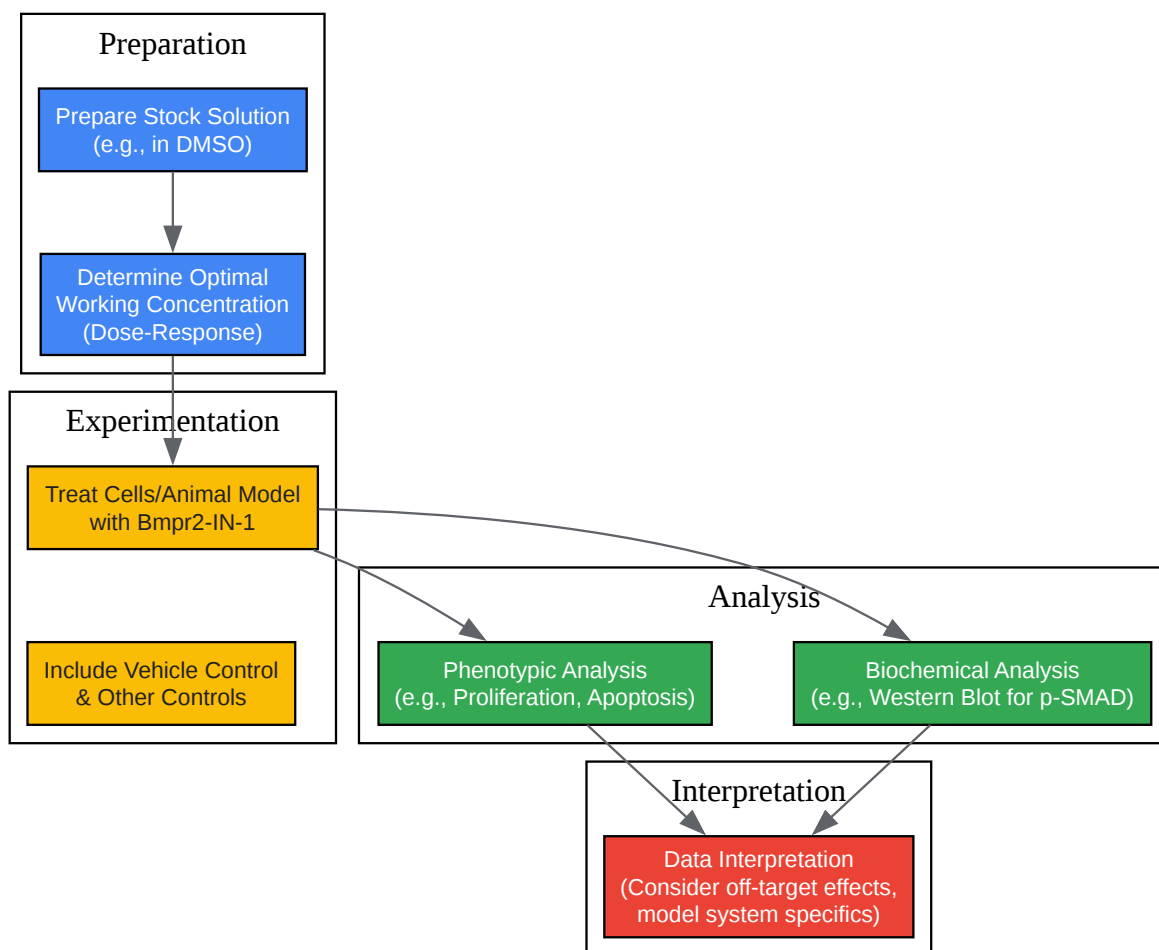 Preparation
Prepare Stock Solution
(e.g., in DMSO)
Determine Optimal
Working Concentration
(Dose-Response)
Experimentation
Treat Cells/Animal Model
with Bmpr2-IN-1
Include Vehicle Control
& Other Controls
Analysis
Phenotypic Analysis
(e.g., Proliferation, Apoptosis)
Biochemical Analysis
(e.g., Western Blot for p-SMAD)
Interpretation
Data Interpretation
(Consider off-target effects,
model system specifics)